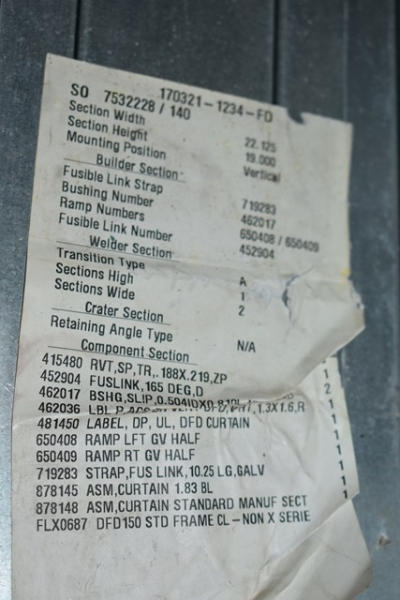 SO 7532228 / 140 170321-1234-FD
Section Width 22.125
Section Height 19.000
Mounting Position Vertical
Builder Section
Fusible Link Strap 719283
Bushing Number 462017
Ramp Numbers 650408 / 650409
Fusible Link Number 452904
Welder Section
Transition Type A
Sections High 1
Sections Wide 2
Crater Section
Retaining Angle Type N/A
Component Section
415480 RVT,SP,TR,.188X.219,ZP
452904 FUSLINK,165 DEG,D 2
462017 BSHG,SLIP, 1
462036 LBL 1.3X1.6,R 1
481450 LABEL, DP, UL, DFD CURTAIN 1
650408 RAMP LFT GV HALF 1
650409 RAMP RT GV HALF 1
719283 STRAP,FUS LINK,10.25 LG,GALV 1
878145 ASM,CURTAIN 1.83 BL 1
878148 ASM,CURTAIN STANDARD MANUF SECT 1
FLX0687 DFD150 STD FRAME CL-NON X SERIE